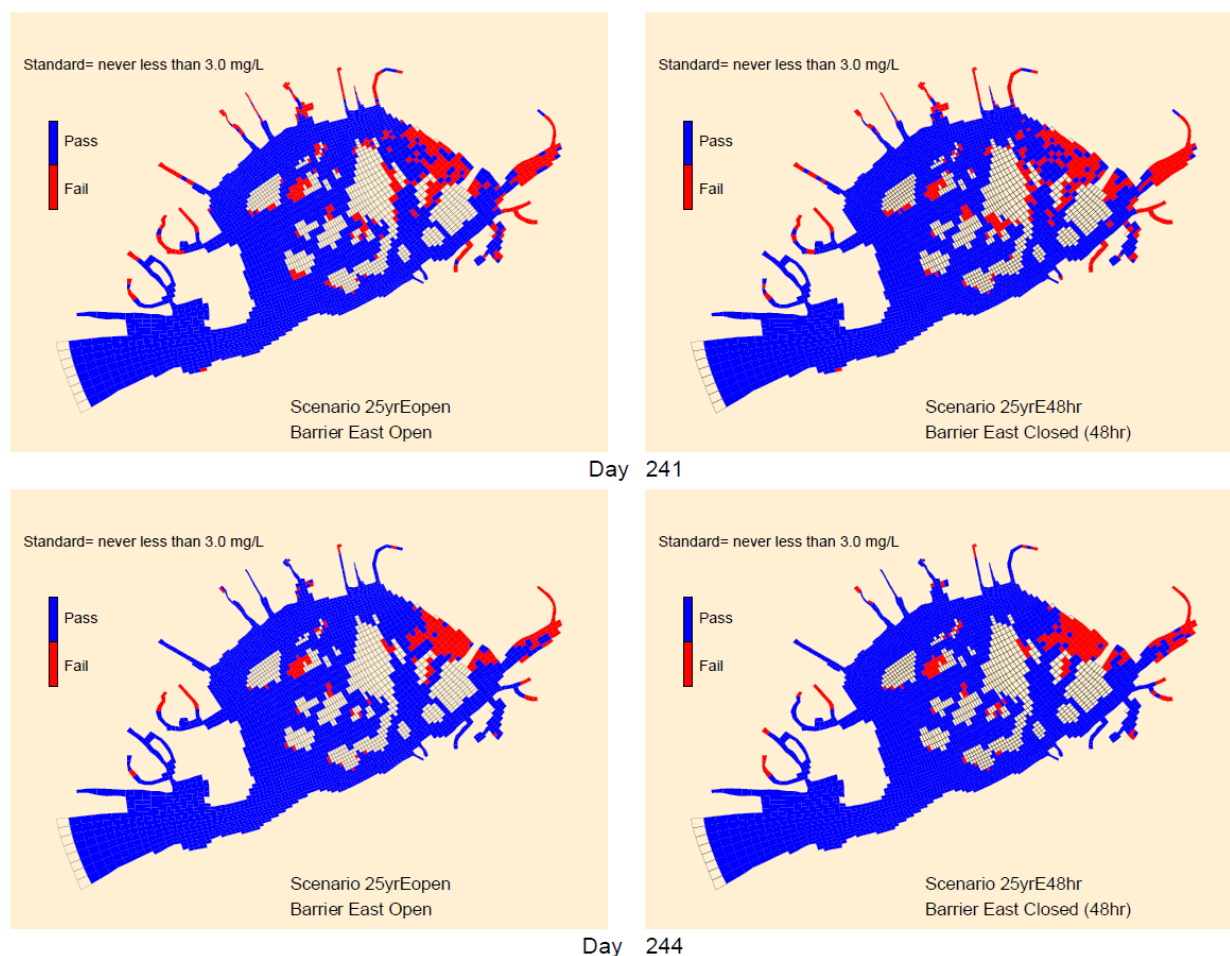 Standard= never less than 3.0 mg/L
Pass
Fail
Scenario 25yrEopen
Barrier East Open
Standard= never less than 3.0 mg/L
Pass
Fail
Scenario 25yrE48hr
Barrier East Closed (48hr)
Day 241
Standard= never less than 3.0 mg/L
Pass
Fail
Scenario 25yrEopen
Barrier East Open
Standard= never less than 3.0 mg/L
Pass
Fail
Scenario 25yrE48hr
Barrier East Closed (48hr)
Day 244